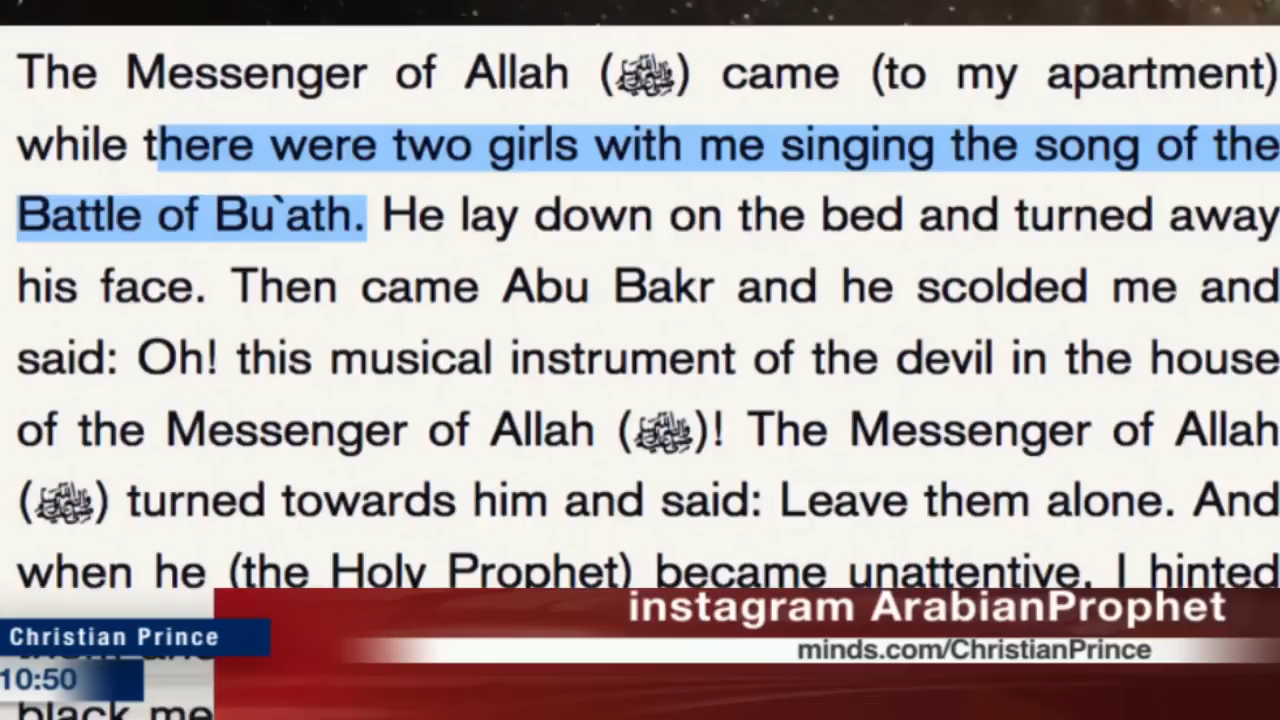 The Messenger of Allah (ﷺ) came (to my apartment)
while there were two girls with me singing the song of the
Battle of Bu`ath. He lay down on the bed and turned away
his face. Then came Abu Bakr and he scolded me and
said: Oh! this musical instrument of the devil in the house
of the Messenger of Allah (ﷺ)! The Messenger of Allah
(ﷺ) turned towards him and said: Leave them alone. And
when he (the Holy Prophet) became unattentive, I hinted
instagram ArabianProphet
Christian Prince
minds.com/ChristianPrince
10:50
black me